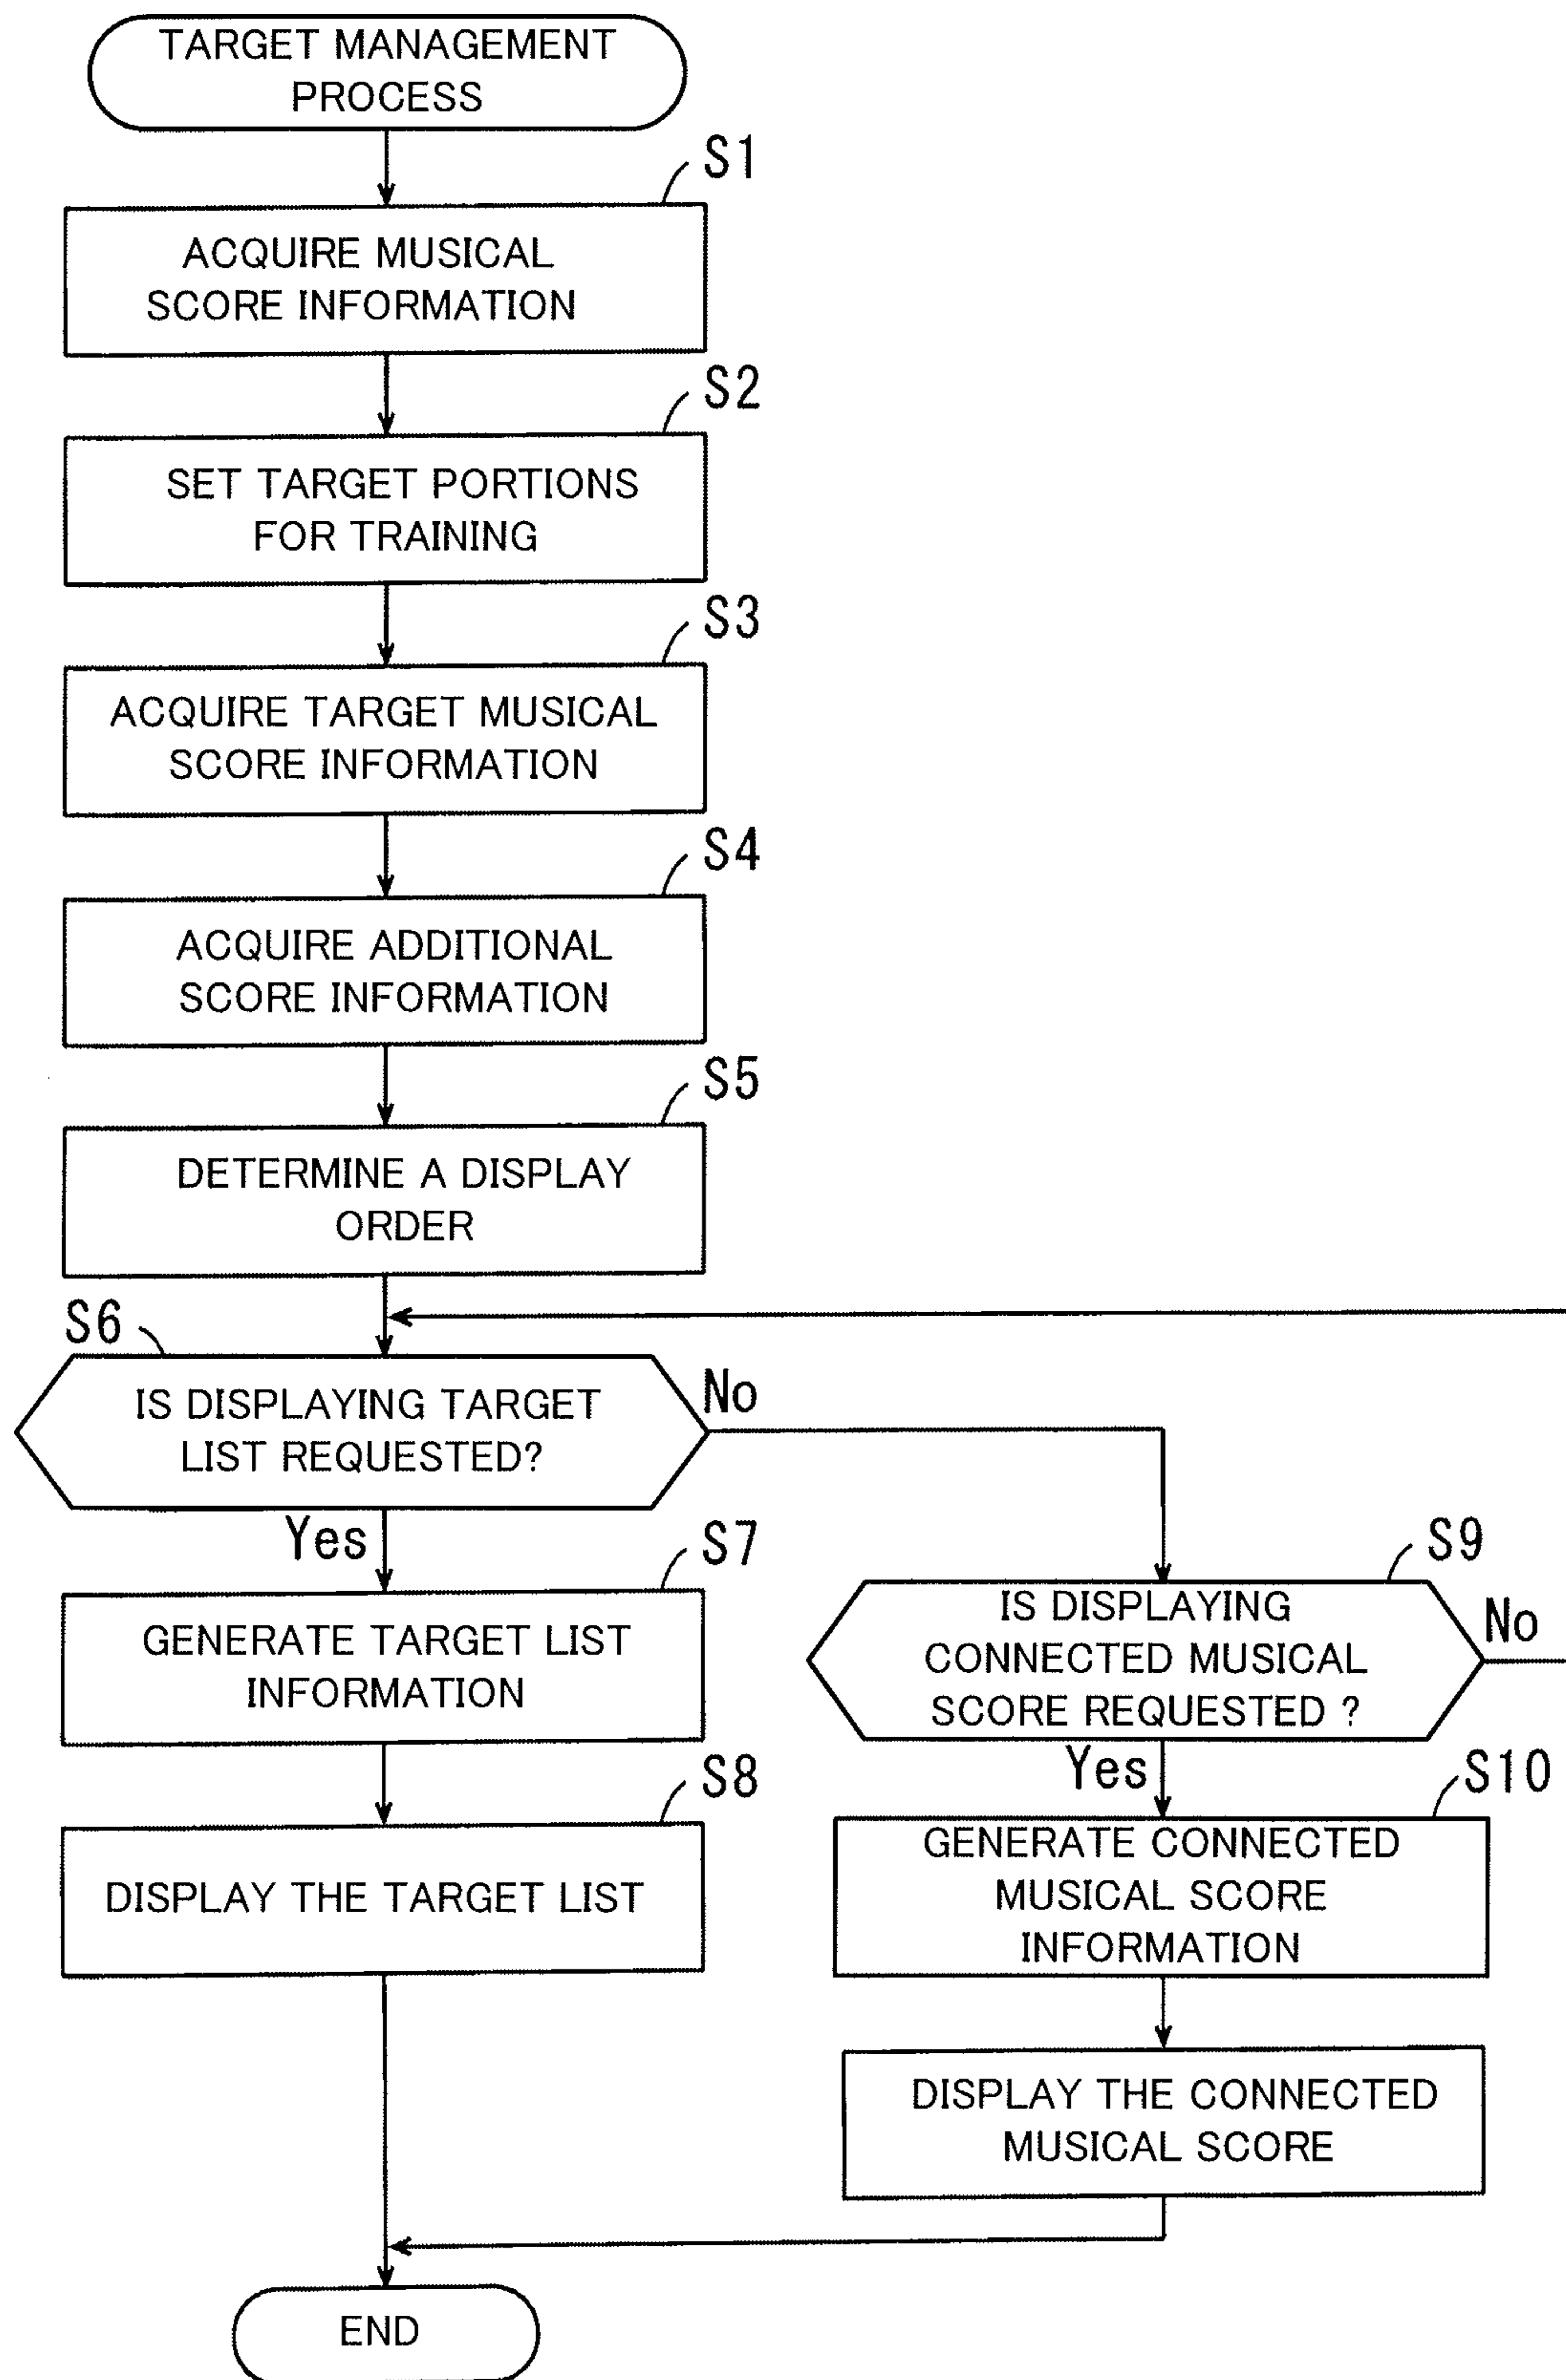 TARGET MANAGEMENT
PROCESS
S1
ACQUIRE MUSICAL
SCORE INFORMATION
S2
SET TARGET PORTIONS
FOR TRAINING
S3
ACQUIRE TARGET MUSICAL
SCORE INFORMATION
S4
ACQUIRE ADDITIONAL
SCORE INFORMATION
S5
DETERMINE A DISPLAY
ORDER
S6
IS DISPLAYING TARGET
LIST REQUESTED?
No
Yes
S7
GENERATE TARGET LIST
INFORMATION
S8
DISPLAY THE TARGET LIST
S9
IS DISPLAYING
CONNECTED MUSICAL
SCORE REQUESTED ?
No
Yes
S10
GENERATE CONNECTED
MUSICAL SCORE
INFORMATION
DISPLAY THE CONNECTED
MUSICAL SCORE
END